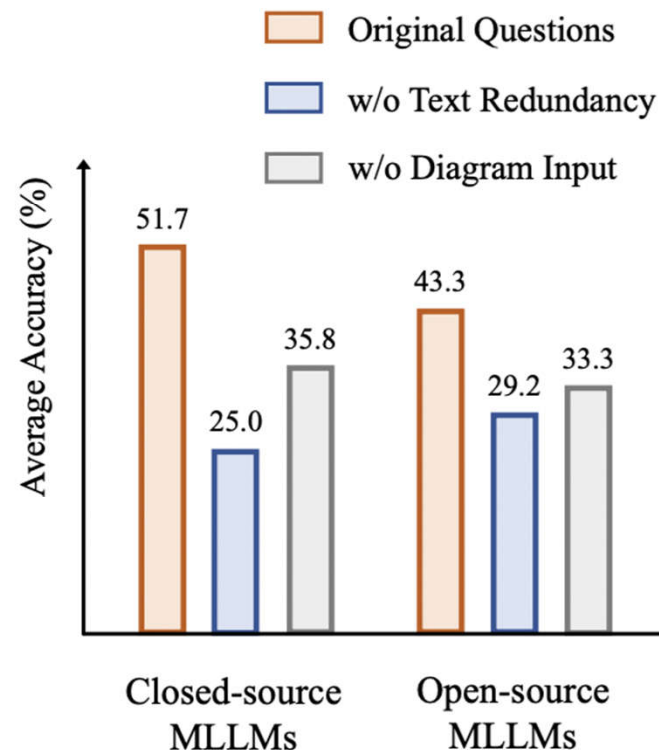 Original Questions
w/o Text Redundancy
w/o Diagram Input
Average Accuracy (%)
51.7
25.0
35.8
43.3
29.2
33.3
Closed-source
MLLMs
Open-source
MLLMs